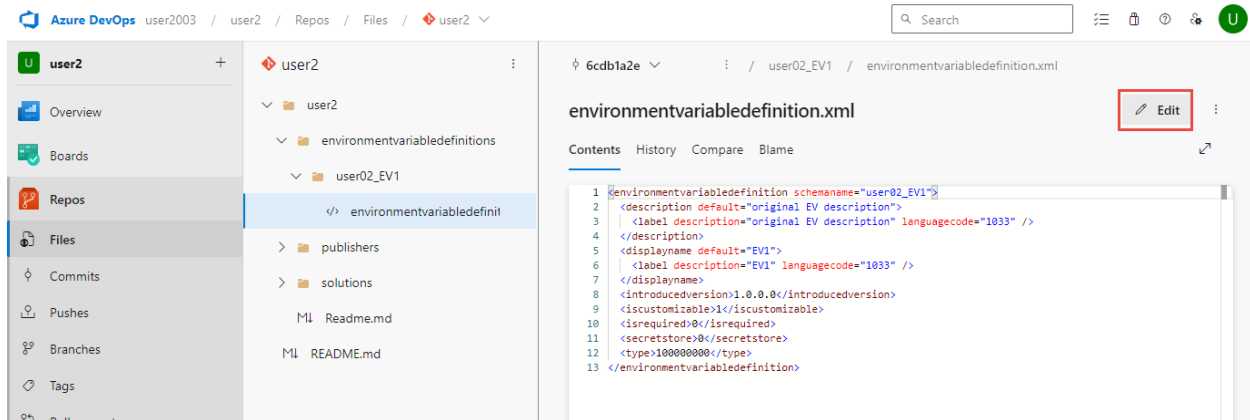 Azure DevOps user2003 / user2 / Repos / Files / user2
Search
U
U user2 +
Overview
Boards
Repos
Files
Commits
Pushes
Branches
Tags
user2
user2
environmentvariabledefinitions
user02_EV1
environmentvariabledefinit
publishers
solutions
M↓ Readme.md
M↓ README.md
6cdb1a2e / user02_EV1 / environmentvariabledefinition.xml
environmentvariabledefinition.xml
Edit
Contents History Compare Blame
1 <environmentvariabledefinition schemaname="user02_EV1">
2 <description default="original EV description">
3 <label description="original EV description" languagecode="1033" />
4 </description>
5 <displayname default="EV1">
6 <label description="EV1" languagecode="1033" />
7 </displayname>
8 <introducedversion>1.0.0.0</introducedversion>
9 <iscustomizable>1</iscustomizable>
10 <isrequired>0</isrequired>
11 <secretstore>0</secretstore>
12 <type>100000000</type>
13 </environmentvariabledefinition>